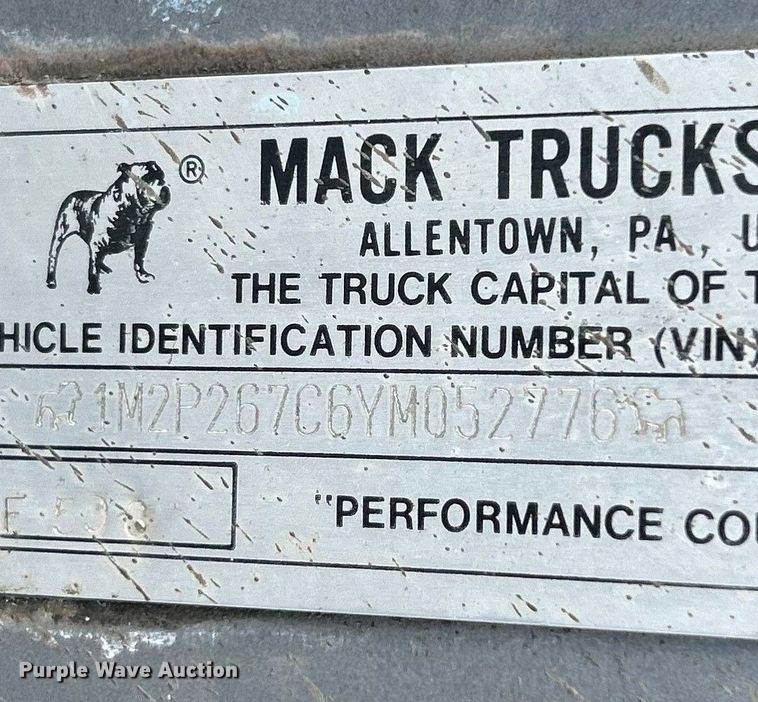 ®
MACK TRUCKS
ALLENTOWN, PA., U
THE TRUCK CAPITAL OF T
HICLE IDENTIFICATION NUMBER (VIN)
1M2P267C6YM052776
"PERFORMANCE CO
Purple Wave Auction